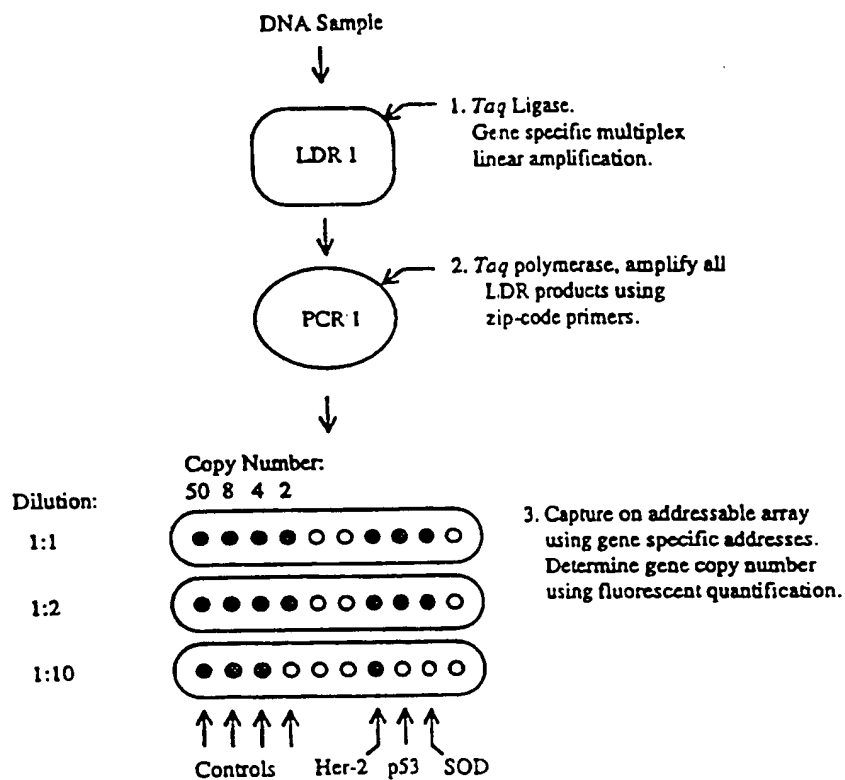 DNA Sample
LDR 1
1. Taq Ligase.
Gene specific multiplex
linear amplification.
PCR 1
2. Taq polymerase, amplify all
LDR products using
zip-code primers.
Copy Number:
50 8 4 2
Dilution:
1:1
1:2
1:10
3. Capture on addressable array
using gene specific addresses.
Determine gene copy number
using fluorescent quantification.
Controls Her-2 p53 SOD